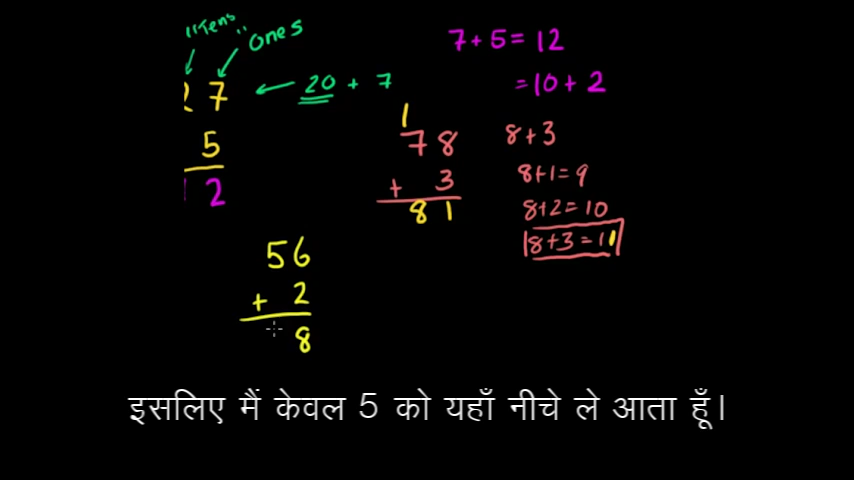 "Tens"
ones
7 + 5 = 12
27
20 + 7
= 10 + 2
1
5
78
8 + 3
2
+ 3
8+1 = 9
81
8+2 = 10
8+3 = 11
56
+ 2
8
इसलिए मैं केवल 5 को यहाँ नीचे ले आता हूँ।